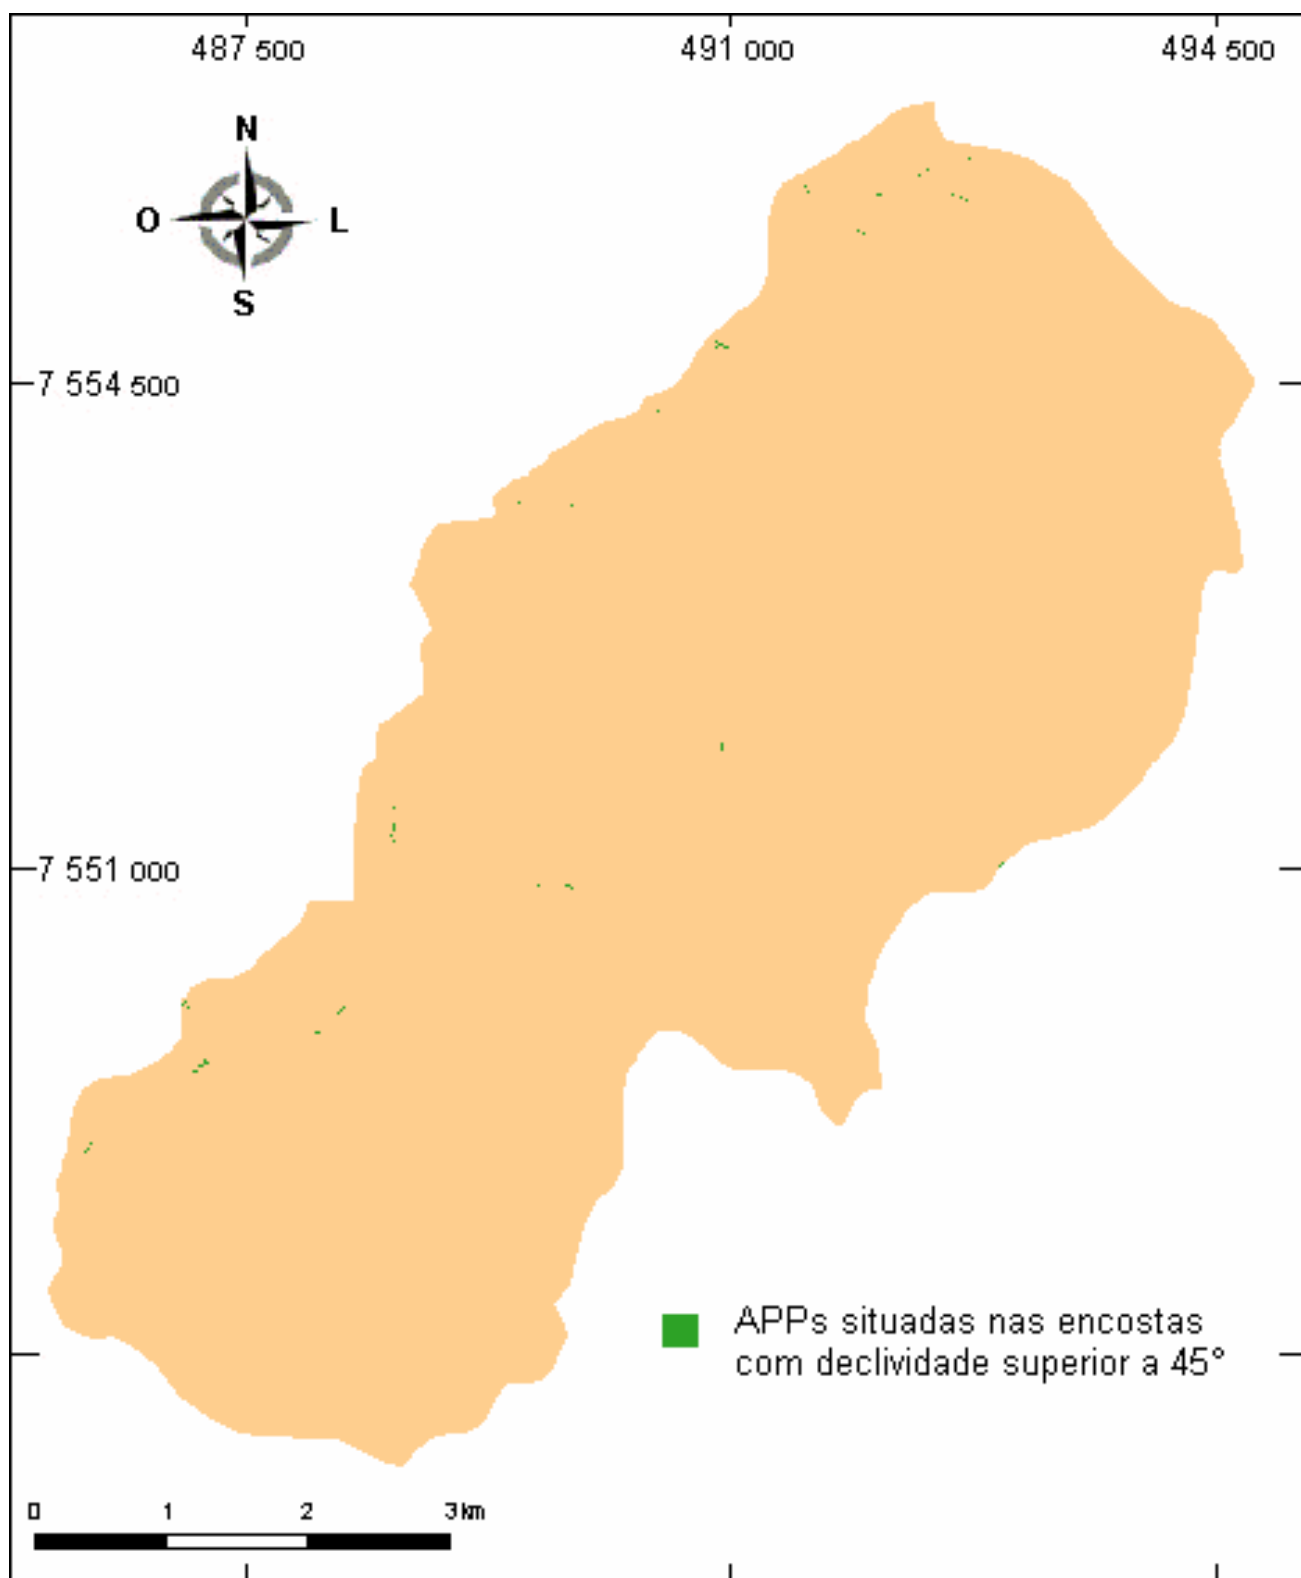 487 500 491 000 494 500
N
O L
S
7 554 500
7 551 000
APPs situadas nas encostas
com declividade superior a 45°
0 1 2 3 km